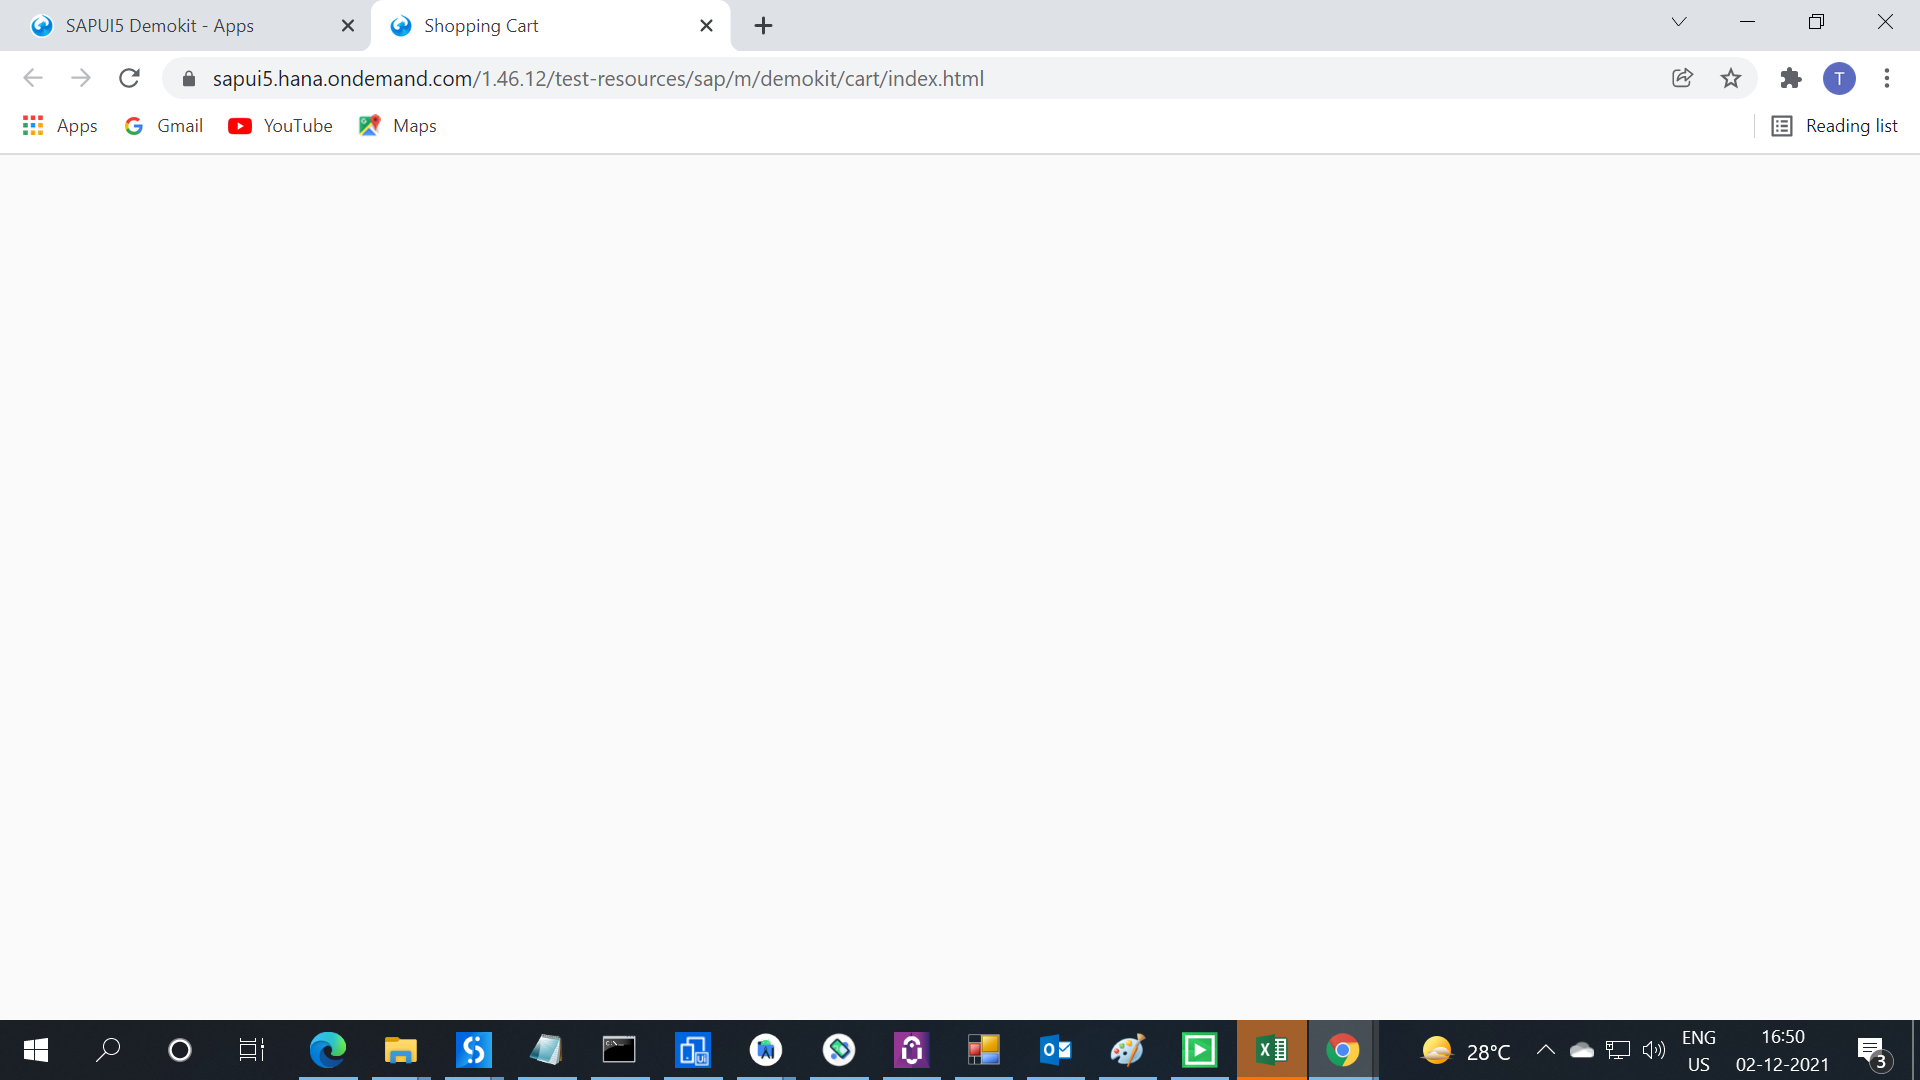 SAPUI5 Demokit - Apps
Shopping Cart
sapui5.hana.ondemand.com/1.46.12/test-resources/sap/m/demokit/cart/index.html
T
Apps
Gmail
YouTube
Maps
Reading list
28°C
ENG
US
16:50
02-12-2021
3